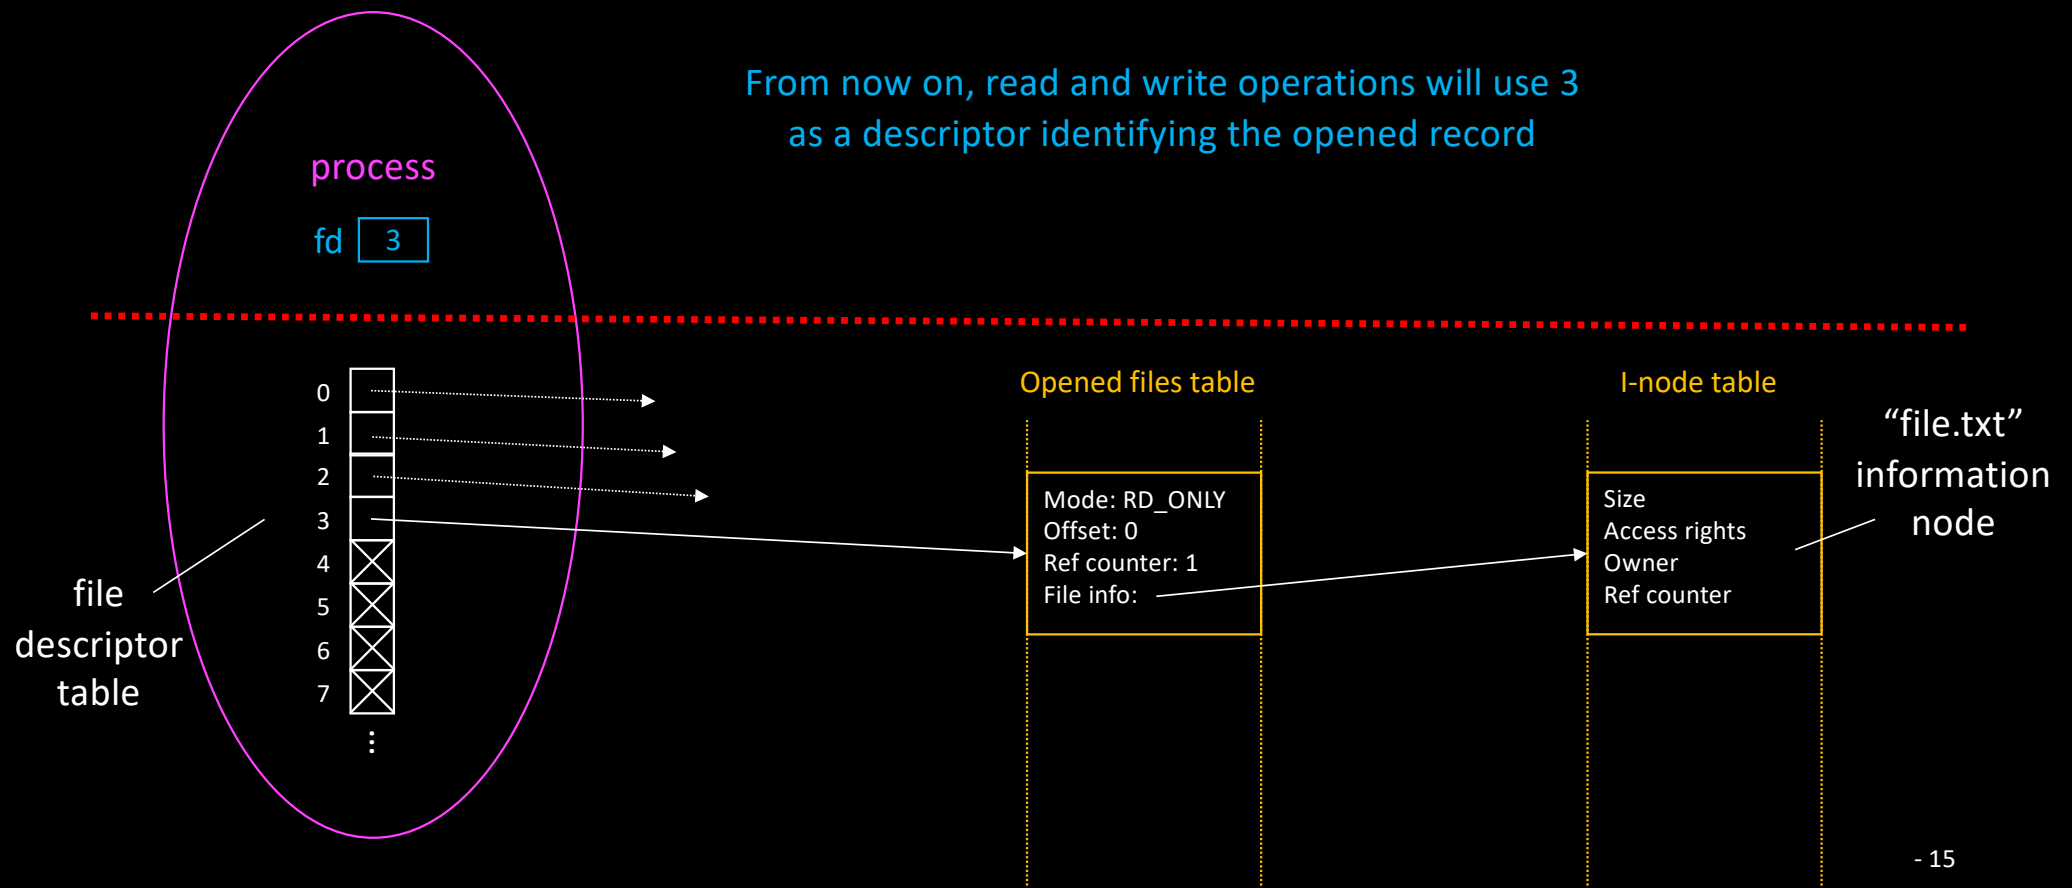 From now on, read and write operations will use 3
as a descriptor identifying the opened record
process
fd 3
0
1
2
3
4
5
6
7
...
file
descriptor
table
Opened files table
Mode: RD_ONLY
Offset: 0
Ref counter: 1
File info:
I-node table
Size
Access rights
Owner
Ref counter
“file.txt”
information
node
- 15